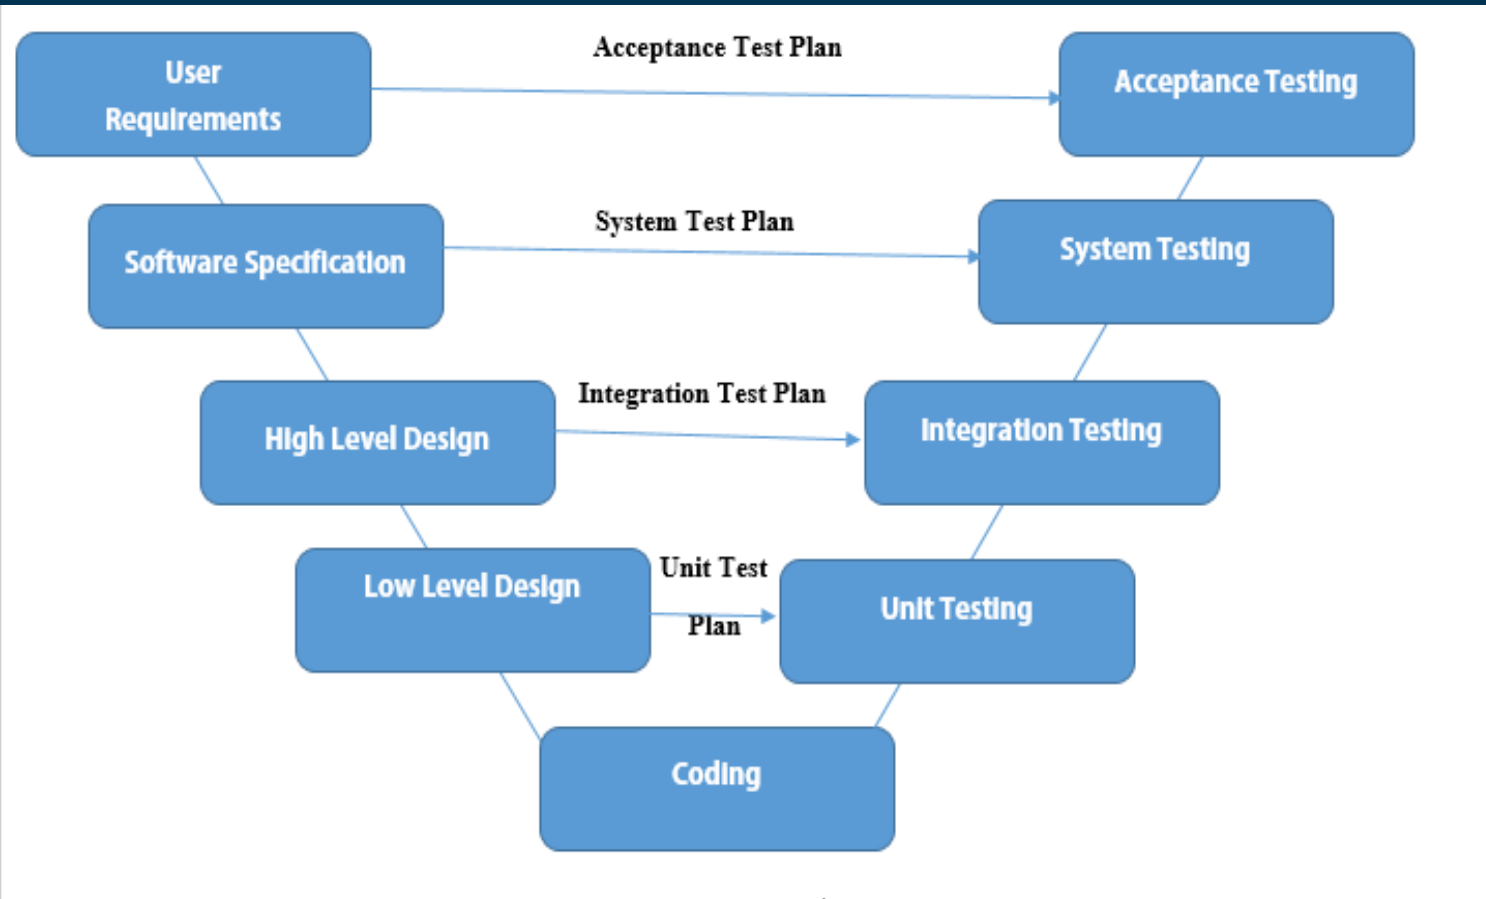 User
Requirements
Acceptance Test Plan
Acceptance Testing
Software Specification
System Test Plan
System Testing
High Level Design
Integration Test Plan
Integration Testing
Low Level Design
Unit Test
Plan
Unit Testing
Coding